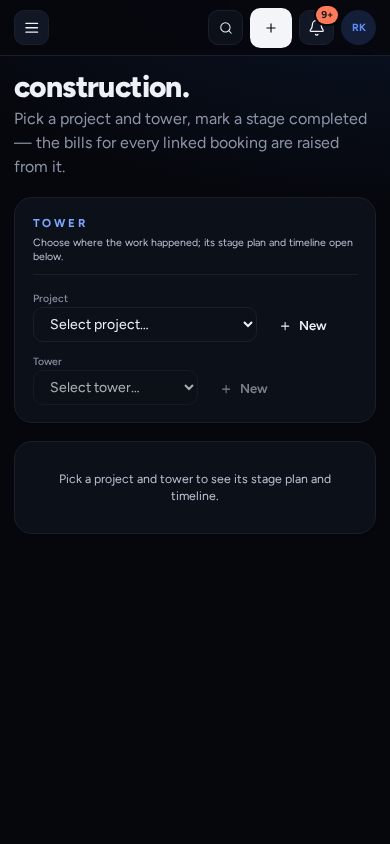 9+
RK
construction.
Pick a project and tower, mark a stage completed
— the bills for every linked booking are raised
from it.
TOWER
Choose where the work happened; its stage plan and timeline open
below.
Project
Select project...
+ New
Tower
Select tower...
+ New
Pick a project and tower to see its stage plan and
timeline.